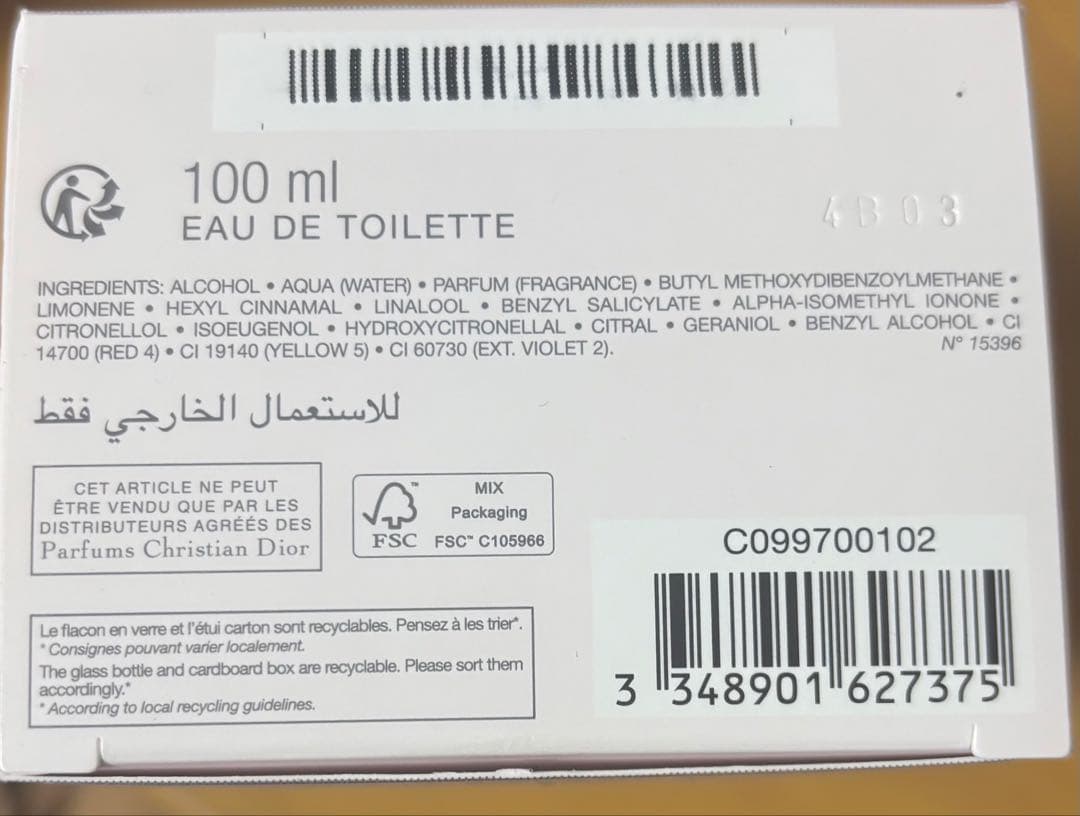 100 ml
EAU DE TOILETTE
4B03
INGREDIENTS: ALCOHOL • AQUA (WATER) • PARFUM (FRAGRANCE) • BUTYL METHOXYDIBENZOYLMETHANE •
LIMONENE • HEXYL CINNAMAL • LINALOOL • BENZYL SALICYLATE • ALPHA-ISOMETHYL IONONE •
CITRONELLOL • ISOEUGENOL • HYDROXYCITRONELLAL • CITRAL • GERANIOL • BENZYL ALCOHOL • CI
14700 (RED 4) • CI 19140 (YELLOW 5) • CI 60730 (EXT. VIOLET 2).
N° 15396
للاستعمال الخارجي فقط
CET ARTICLE NE PEUT
ÊTRE VENDU QUE PAR LES
DISTRIBUTEURS AGRÉÉS DES
Parfums Christian Dior
FSC™
MIX
Packaging
FSC™ C105966
Le flacon en verre et l'étui carton sont recyclables. Pensez à les trier*.
* Consignes pouvant varier localement.
The glass bottle and cardboard box are recyclable. Please sort them
accordingly.*
* According to local recycling guidelines.
C099700102
3 348901 627375